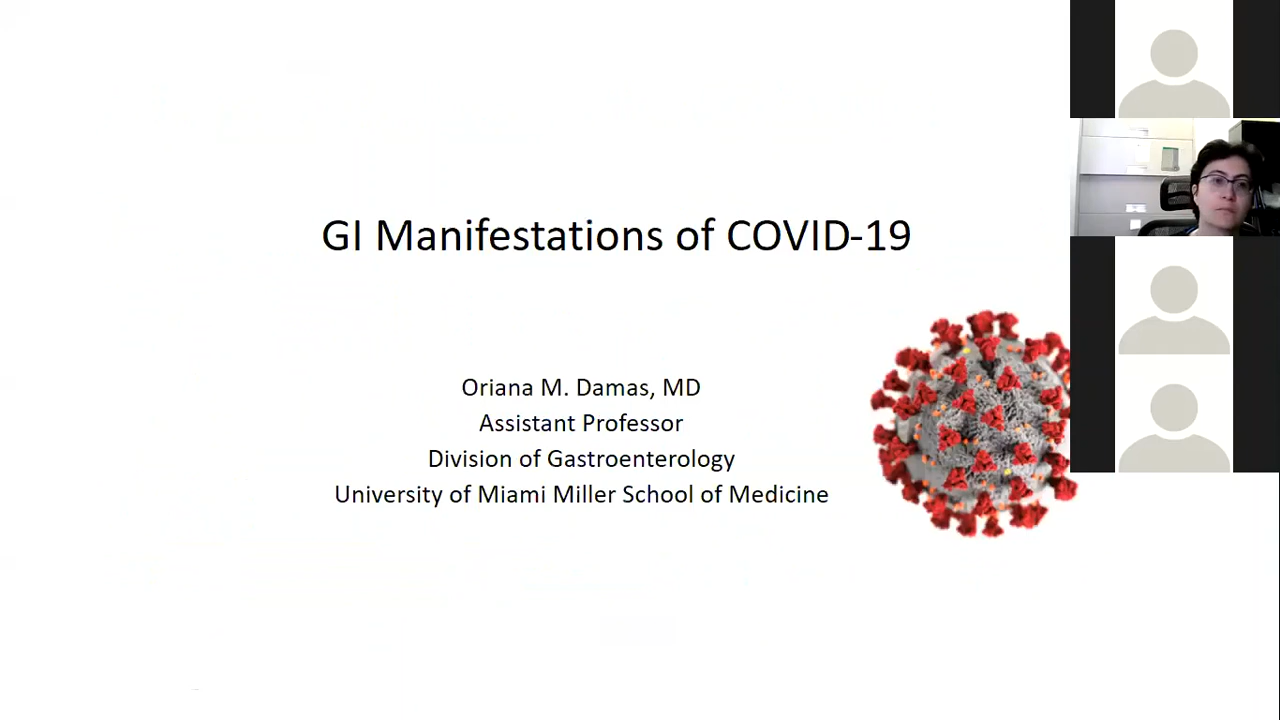 GI Manifestations of COVID-19
Oriana M. Damas, MD
Assistant Professor
Division of Gastroenterology
University of Miami Miller School of Medicine